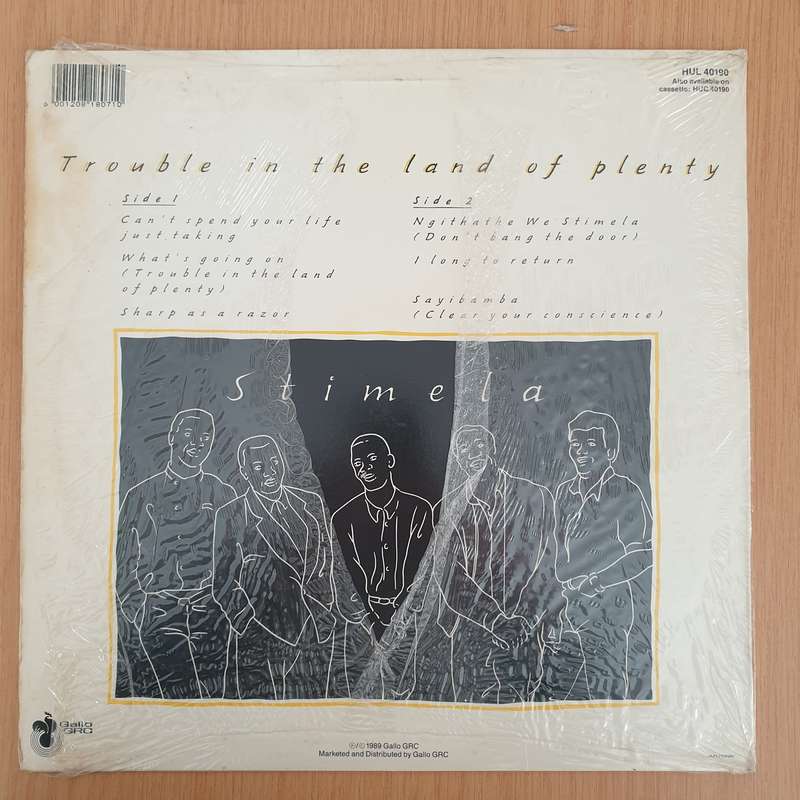 HUL 40190
Also available on
cassette: HUC 40190
6 001208 180710
Trouble in the land of plenty
Side 1
Can't spend your life
just taking
What's going on
(Trouble in the land
of plenty)
Sharp as a razor
Side 2
Ngithathe We Stimela
(Don't bang the door)
I long to return
Sayibamba
(Clear your conscience)
Stimela
Gallo
GRC
℗/© 1989 Gallo GRC
Marketed and Distributed by Gallo GRC